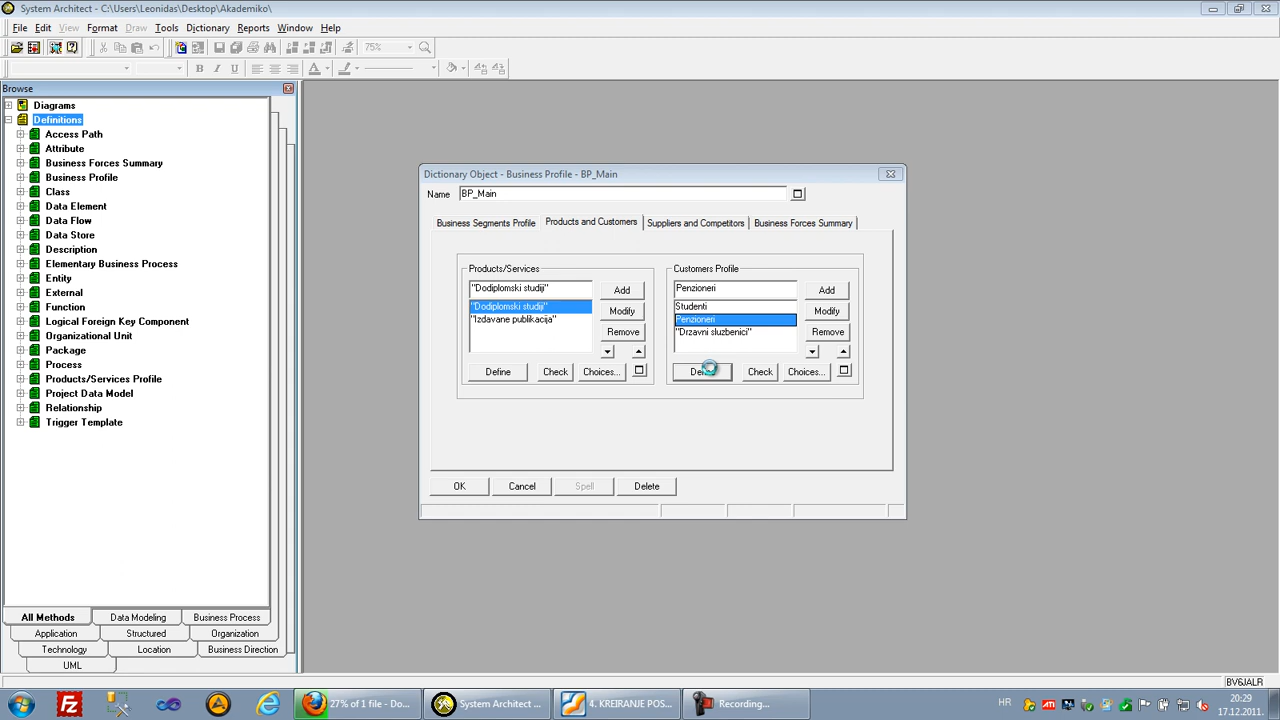 System Architect - C:\Users\Leonidas\Desktop\Akademiko\
File Edit Views Format Draw Tools Dictionary Reports Window Help
75%
B I U A
Browse
Diagrams
Definitions
Access Path
Attribute
Business Forces Summary
Business Profile
Class
Data Element
Data Flow
Data Store
Description
Elementary Business Process
Entity
External
Function
Logical Foreign Key Component
Organizational Unit
Package
Process
Products/Services Profile
Project Data Model
Relationship
Trigger Template
All Methods Data Modeling Business Process
Application Structured Organization
Technology Location Business Direction
UML
Dictionary Object - Business Profile - BP_Main
Name BP_Main
Business Segments Profile Products and Customers Suppliers and Competitors Business Forces Summary
Products/Services
"Dodiplomski studiji"
"Dodiplomski studiji"
"Izdavane publikacija"
Add
Modify
Remove
Define Check Choices...
Customers Profile
Penzioneri
Studenti
Penzioneri
"Drzavni sluzbenici"
Add
Modify
Remove
Check Choices...
OK Cancel Spell Delete
BV6JALR
27% of 1 file - Do... System Architect ... 4. KREIRANJE POS... Recording...
HR
20:29
17.12.2011.